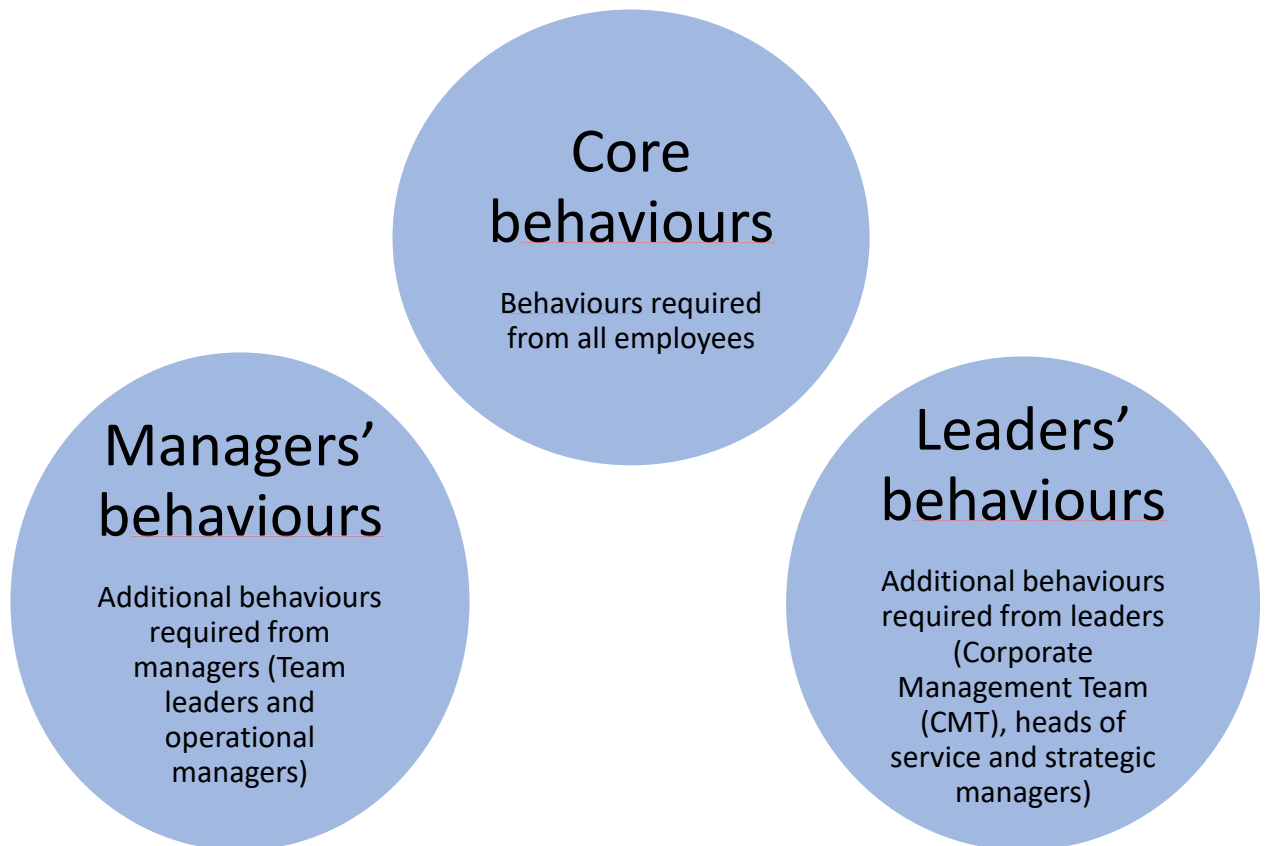 Core
behaviours
Behaviours required
from all employees
Managers’
behaviours
Additional behaviours
required from
managers (Team
leaders and
operational
managers)
Leaders’
behaviours
Additional behaviours
required from leaders
(Corporate
Management Team
(CMT), heads of
service and strategic
managers)